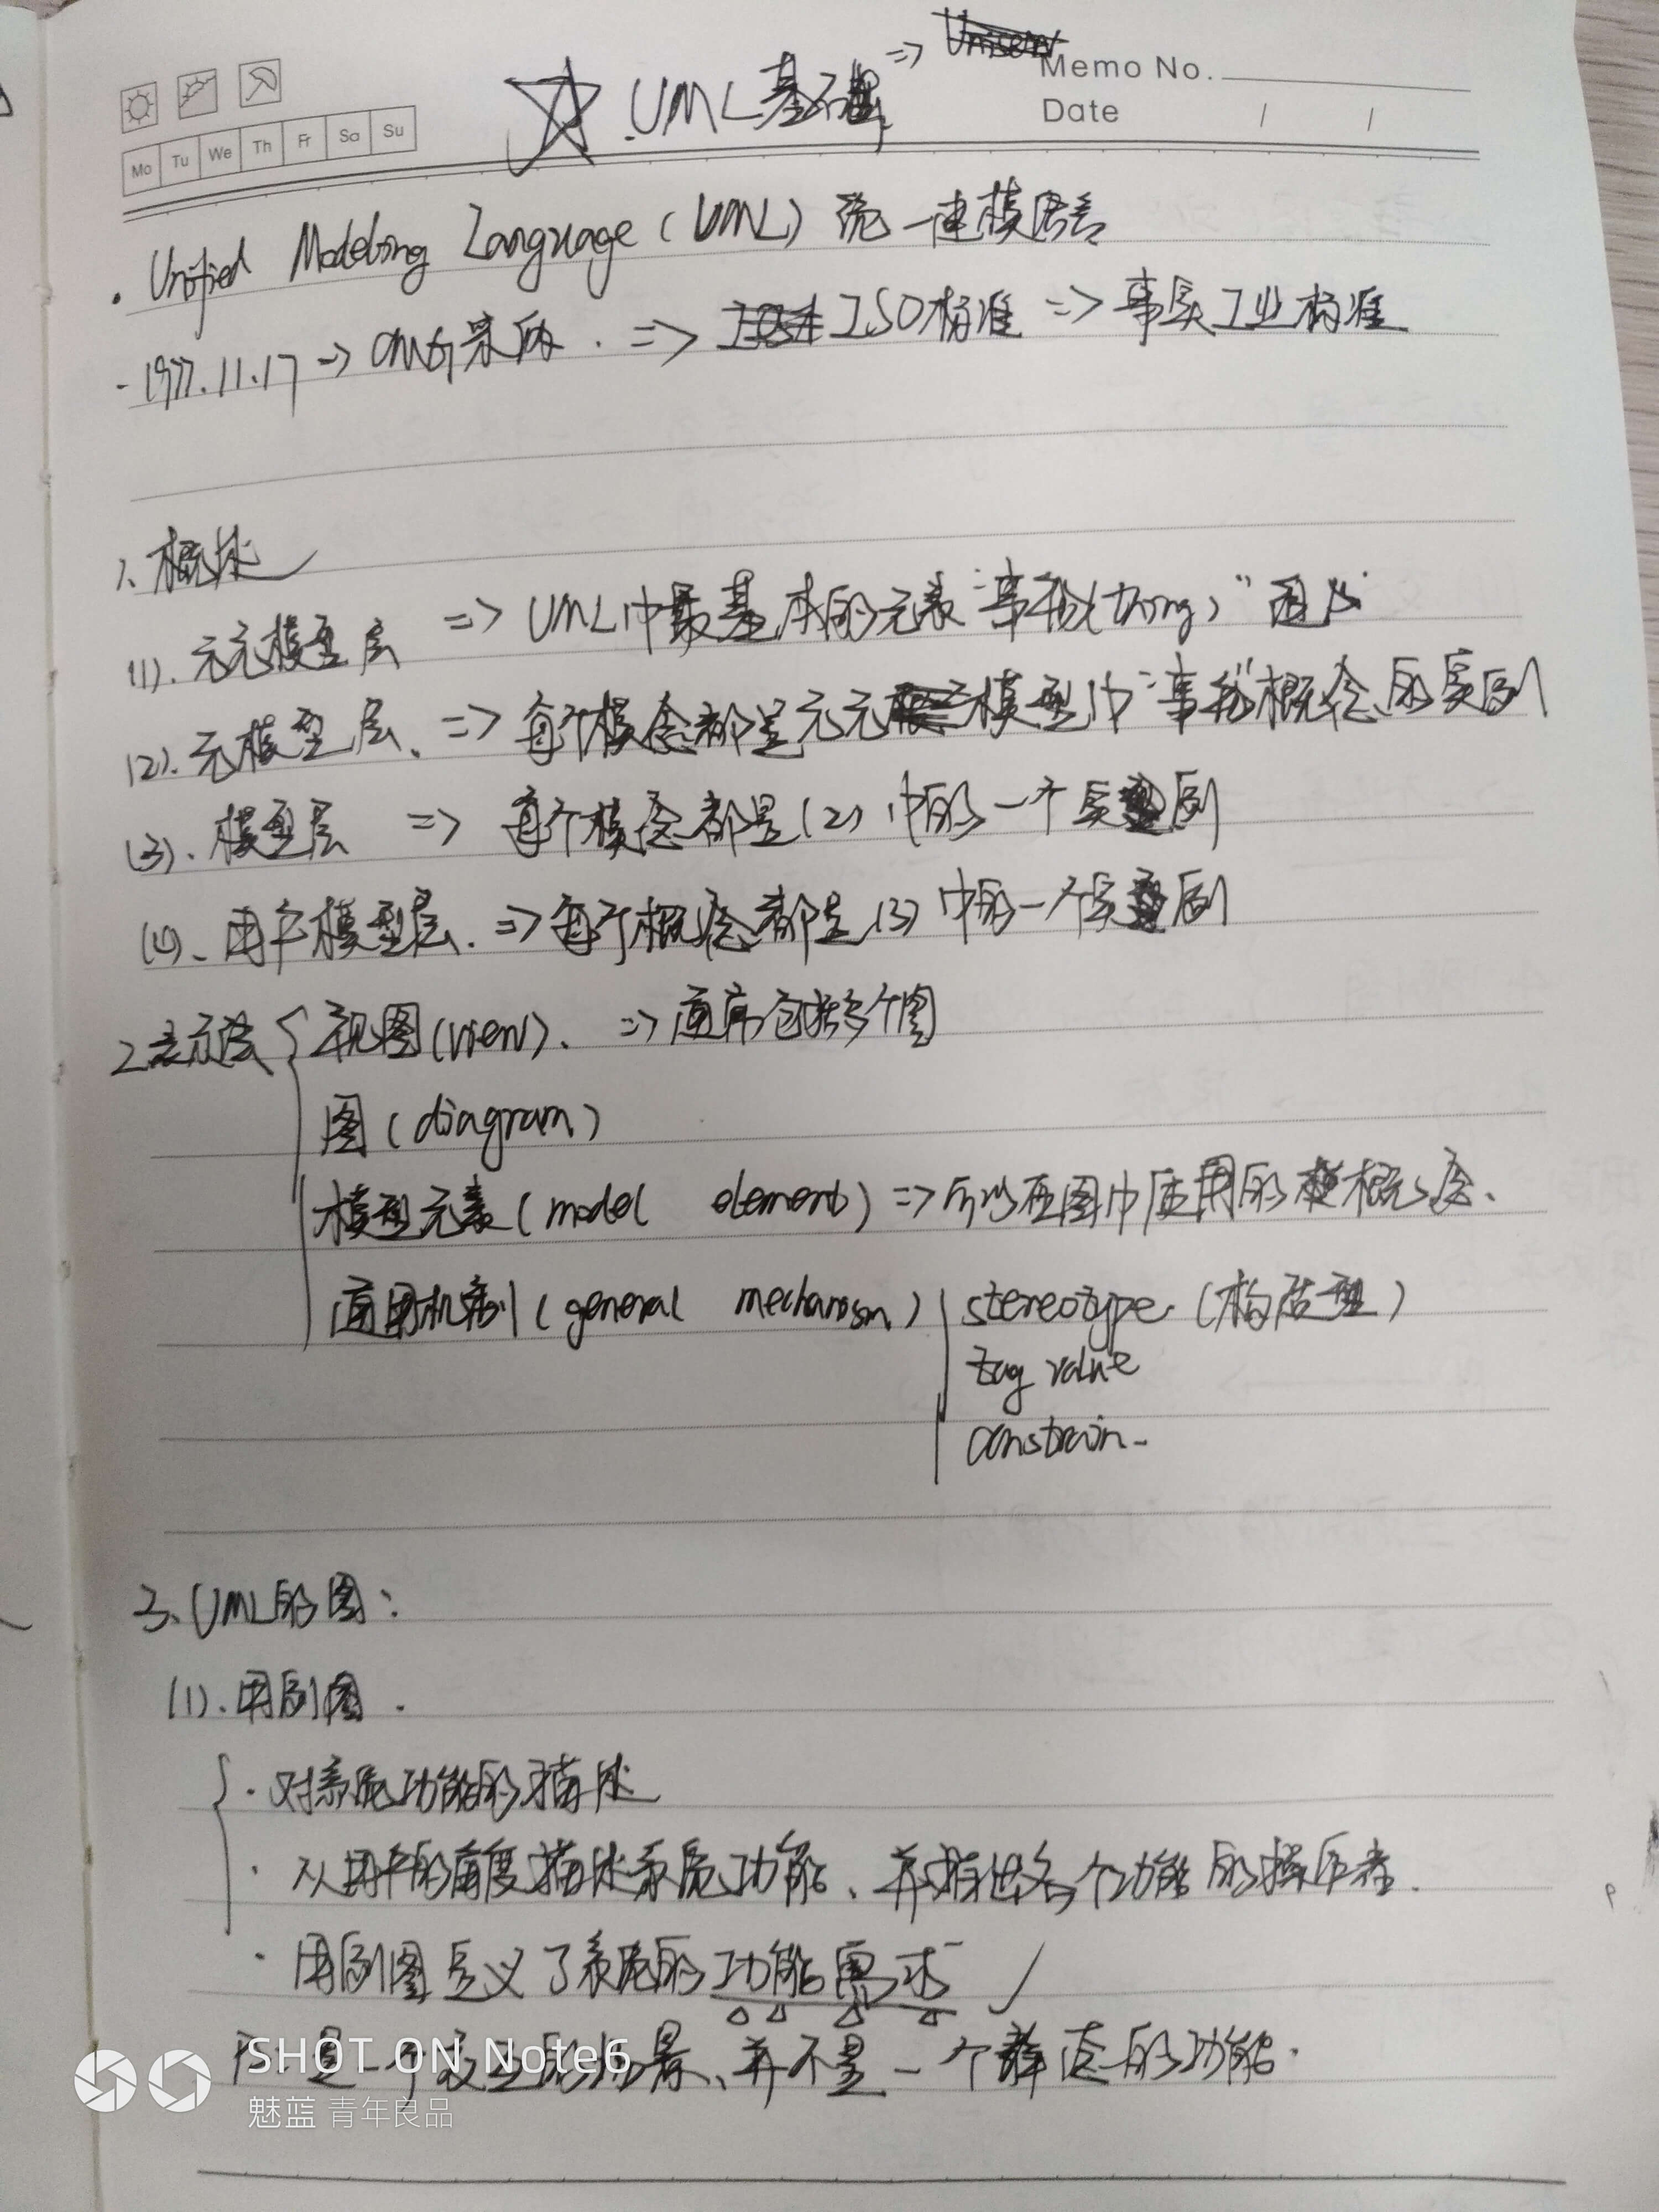 Memo No.
Date / /
Mo Tu We Th Fr Sa Su
UML基础 =>
· Unified Modeling Language (UML) 统一建模语言
- 1997.11.17 => OMG采纳. => ISO标准 => 事实工业标准
1、概述
(1). 元元模型层 => UML中最基本的元素“事物(thing)”
(2). 元模型层、=> 每个概念都是元元模型中“事物”概念的实例
(3). 模型层 => 每个概念都是(2)中的一个实例
(4)、用户模型层. => 每个概念都是(3)中的一个实例
2表示法 { 视图(view)、 => 通常包括多个图
图(diagram)
模型元素(model element) => 所以在图中使用的概念、
通用机制(general mechanism) stereotype (构造型)
tag value
constrain-
3、UML的图:
(1). 用例图.
· 对系统功能的描述
· 从用户的角度描述系统功能、并指出各个功能的操作者.
· 用例图定义了系统的功能需求
是一个 的场景、并不是一个 的功能.
SHOT ON Note6
魅蓝 青年良品